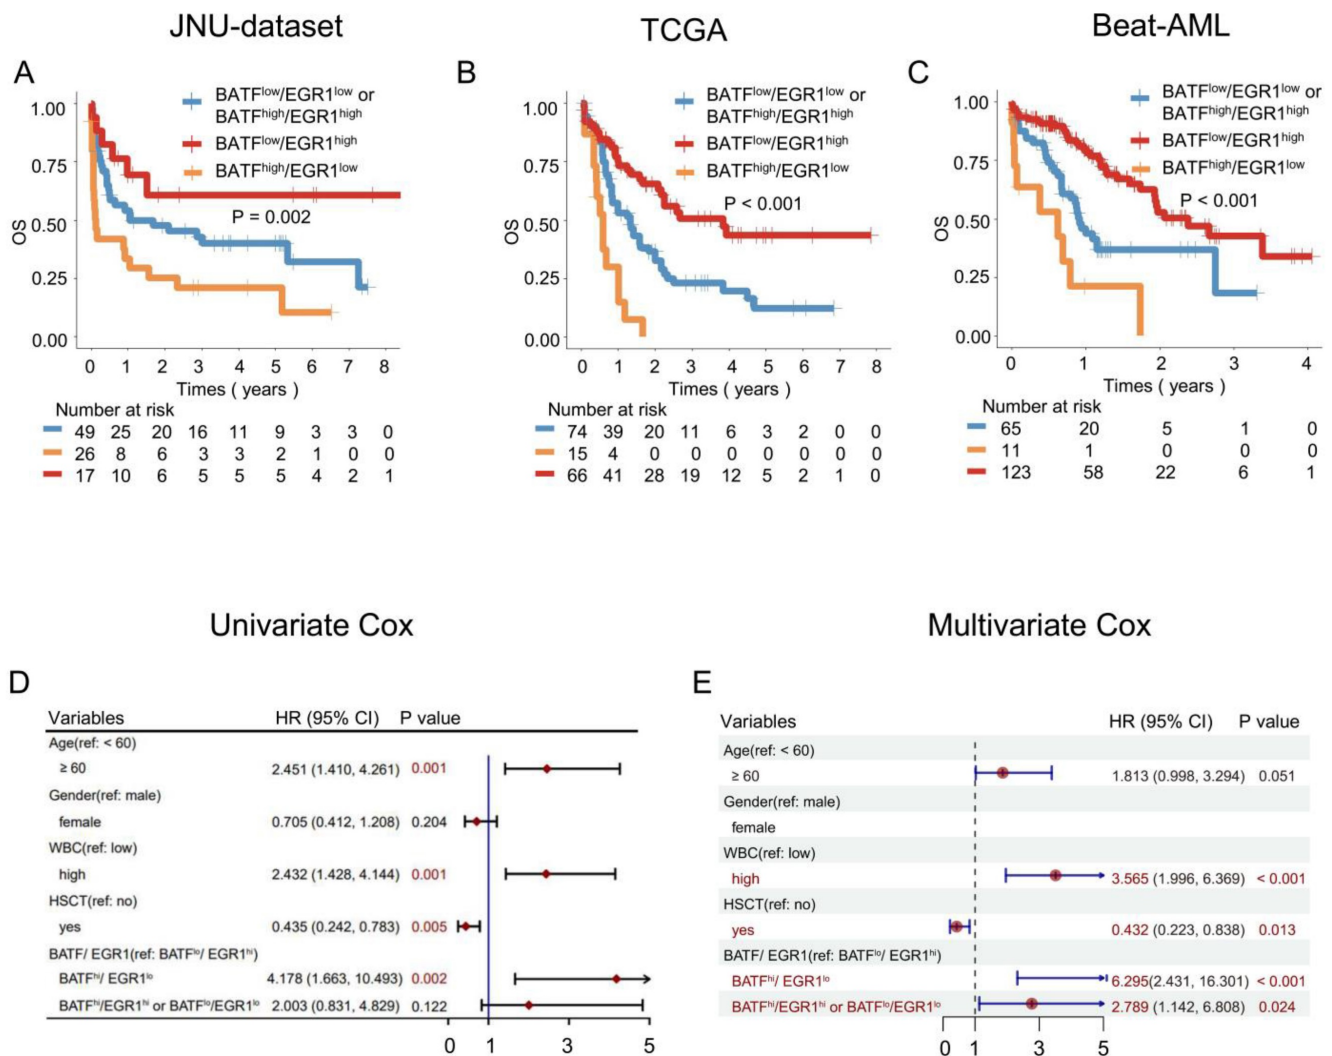 JNU-dataset
TCGA
Beat-AML
A
BATFlow/EGR1low or
BATFhigh/EGR1high
BATFlow/EGR1high
BATFhigh/EGR1low
P = 0.002
OS
1.00
0.75
0.50
0.25
0.00
0 1 2 3 4 5 6 7 8
Times ( years )
Number at risk
49 25 20 16 11 9 3 3 0
26 8 6 3 3 2 1 0 0
17 10 6 5 5 5 4 2 1
B
BATFlow/EGR1low or
BATFhigh/EGR1high
BATFlow/EGR1high
BATFhigh/EGR1low
P < 0.001
OS
1.00
0.75
0.50
0.25
0.00
0 1 2 3 4 5 6 7 8
Times ( years )
Number at risk
74 39 20 11 6 3 2 0 0
15 4 0 0 0 0 0 0 0
66 41 28 19 12 5 2 1 0
C
BATFlow/EGR1low or
BATFhigh/EGR1high
BATFlow/EGR1high
BATFhigh/EGR1low
P < 0.001
OS
1.00
0.75
0.50
0.25
0.00
0 1 2 3 4
Times ( years )
Number at risk
65 20 5 1 0
11 1 0 0 0
123 58 22 6 1
Univariate Cox
D
Variables HR (95% CI) P value
Age(ref: < 60)
≥ 60 2.451 (1.410, 4.261) 0.001
Gender(ref: male)
female 0.705 (0.412, 1.208) 0.204
WBC(ref: low)
high 2.432 (1.428, 4.144) 0.001
HSCT(ref: no)
yes 0.435 (0.242, 0.783) 0.005
BATF/ EGR1(ref: BATFlo/ EGR1hi)
BATFhi/ EGR1lo 4.178 (1.663, 10.493) 0.002
BATFhi/EGR1hi or BATFlo/EGR1lo 2.003 (0.831, 4.829) 0.122
0 1 3 5
Multivariate Cox
E
Variables HR (95% CI) P value
Age(ref: < 60)
≥ 60 1.813 (0.998, 3.294) 0.051
Gender(ref: male)
female
WBC(ref: low)
high 3.565 (1.996, 6.369) < 0.001
HSCT(ref: no)
yes 0.432 (0.223, 0.838) 0.013
BATF/ EGR1(ref: BATFlo/ EGR1hi)
BATFhi/ EGR1lo 6.295(2.431, 16.301) < 0.001
BATFhi/EGR1hi or BATFlo/EGR1lo 2.789 (1.142, 6.808) 0.024
0 1 3 5